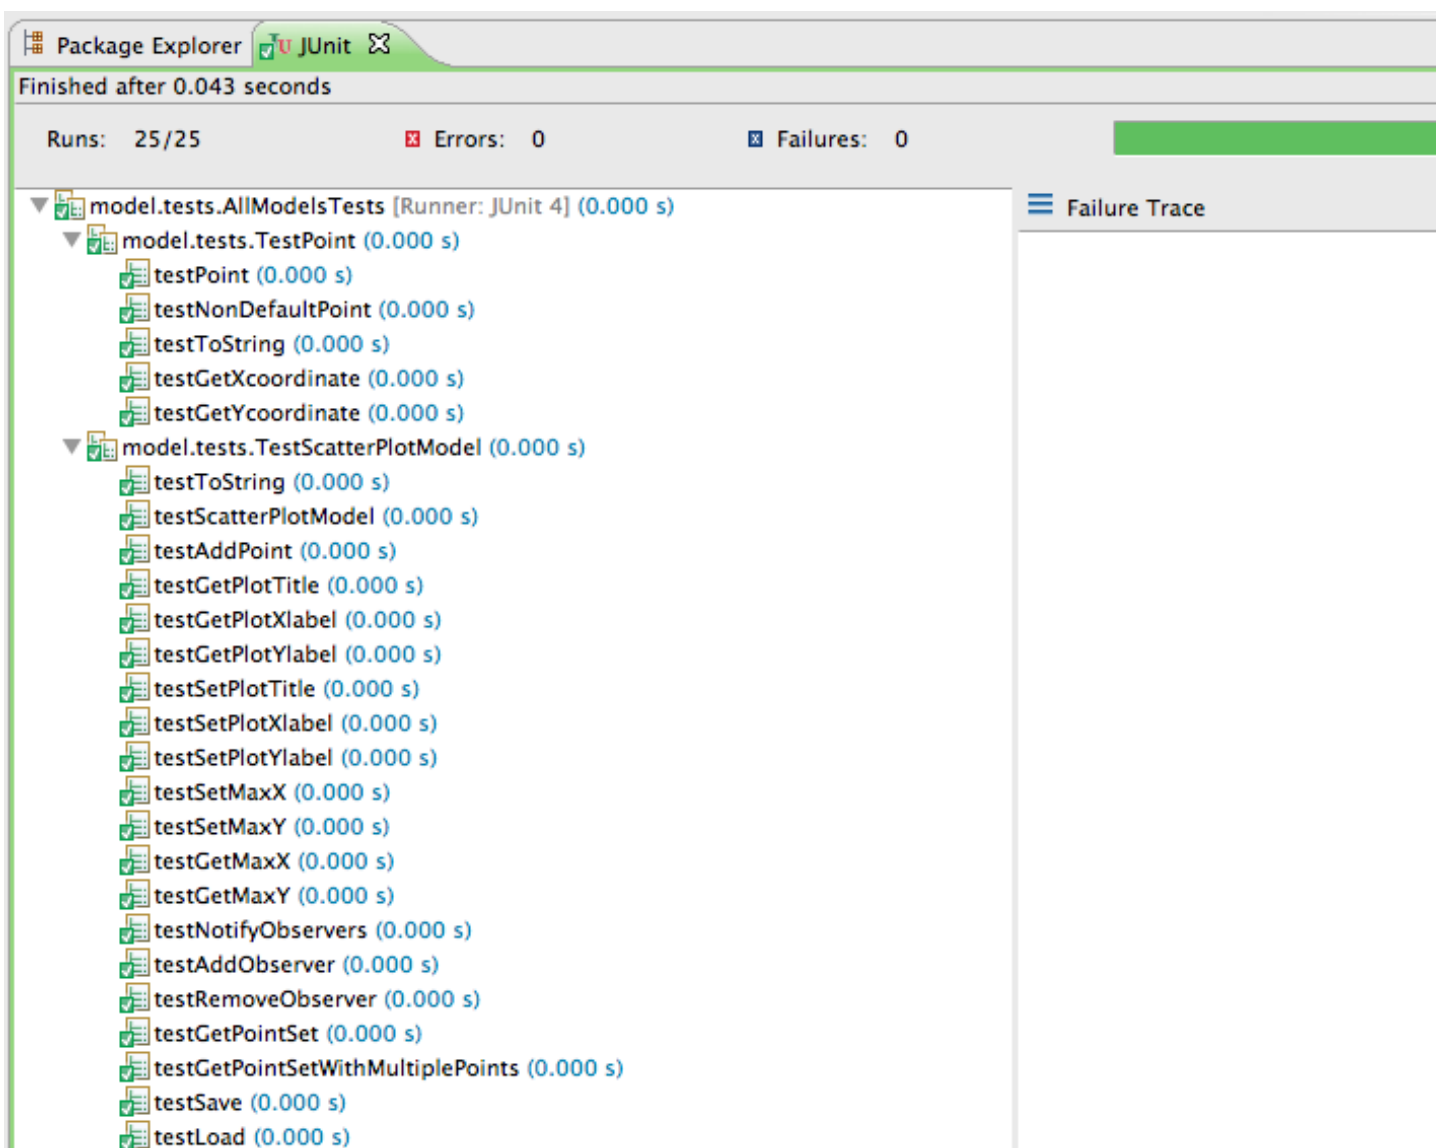 Package Explorer JUnit
Finished after 0.043 seconds
Runs: 25/25 Errors: 0 Failures: 0
model.tests.AllModelsTests [Runner: JUnit 4] (0.000 s)
Failure Trace
model.tests.TestPoint (0.000 s)
testPoint (0.000 s)
testNonDefaultPoint (0.000 s)
testToString (0.000 s)
testGetXcoordinate (0.000 s)
testGetYcoordinate (0.000 s)
model.tests.TestScatterPlotModel (0.000 s)
testToString (0.000 s)
testScatterPlotModel (0.000 s)
testAddPoint (0.000 s)
testGetPlotTitle (0.000 s)
testGetPlotXlabel (0.000 s)
testGetPlotYlabel (0.000 s)
testSetPlotTitle (0.000 s)
testSetPlotXlabel (0.000 s)
testSetPlotYlabel (0.000 s)
testSetMaxX (0.000 s)
testSetMaxY (0.000 s)
testGetMaxX (0.000 s)
testGetMaxY (0.000 s)
testNotifyObservers (0.000 s)
testAddObserver (0.000 s)
testRemoveObserver (0.000 s)
testGetPointSet (0.000 s)
testGetPointSetWithMultiplePoints (0.000 s)
testSave (0.000 s)
testLoad (0.000 s)